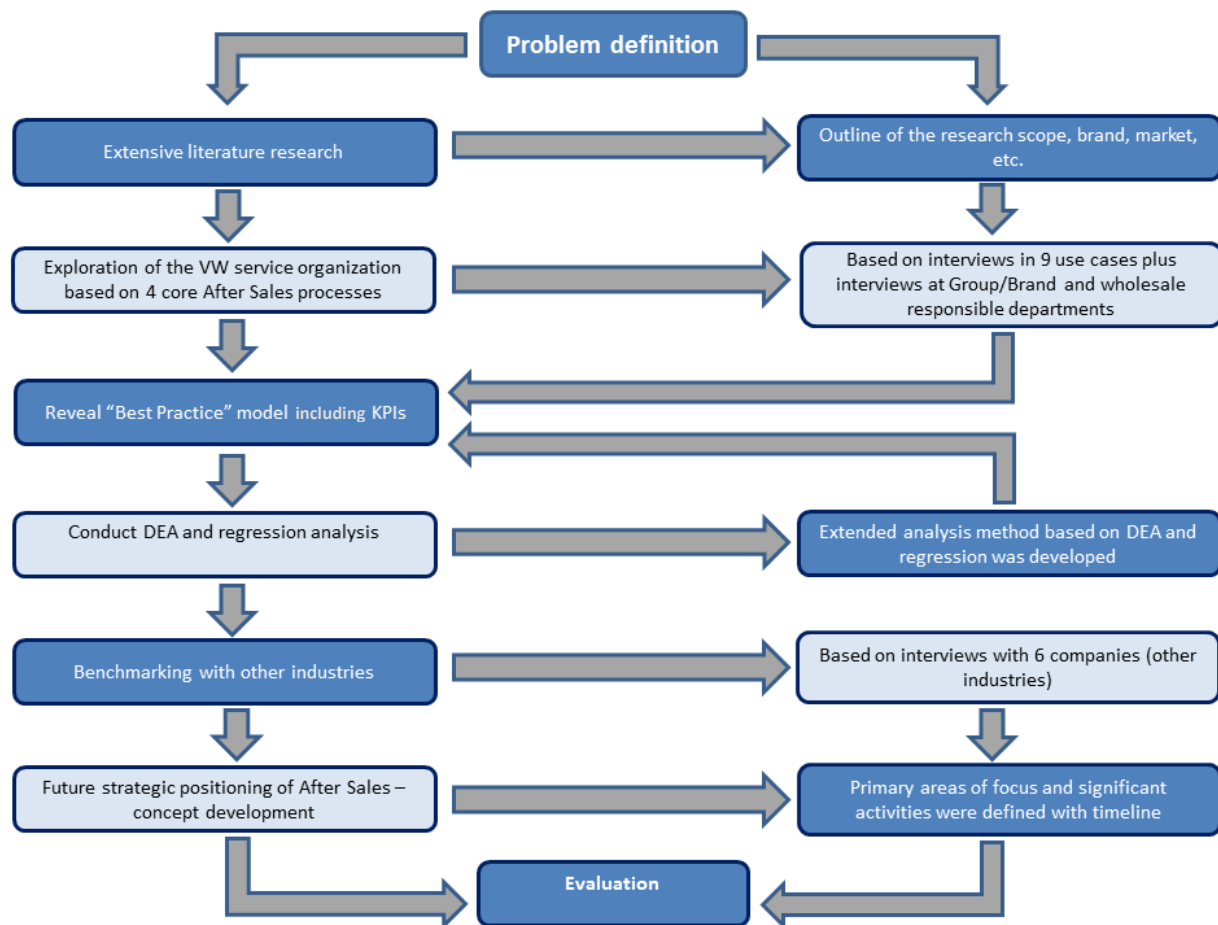 Problem definition
Extensive literature research
Outline of the research scope, brand, market,
etc.
Exploration of the VW service organization
based on 4 core After Sales processes
Based on interviews in 9 use cases plus
interviews at Group/Brand and wholesale
responsible departments
Reveal “Best Practice” model including KPIs
Conduct DEA and regression analysis
Extended analysis method based on DEA and
regression was developed
Benchmarking with other industries
Based on interviews with 6 companies (other
industries)
Future strategic positioning of After Sales –
concept development
Primary areas of focus and significant
activities were defined with timeline
Evaluation